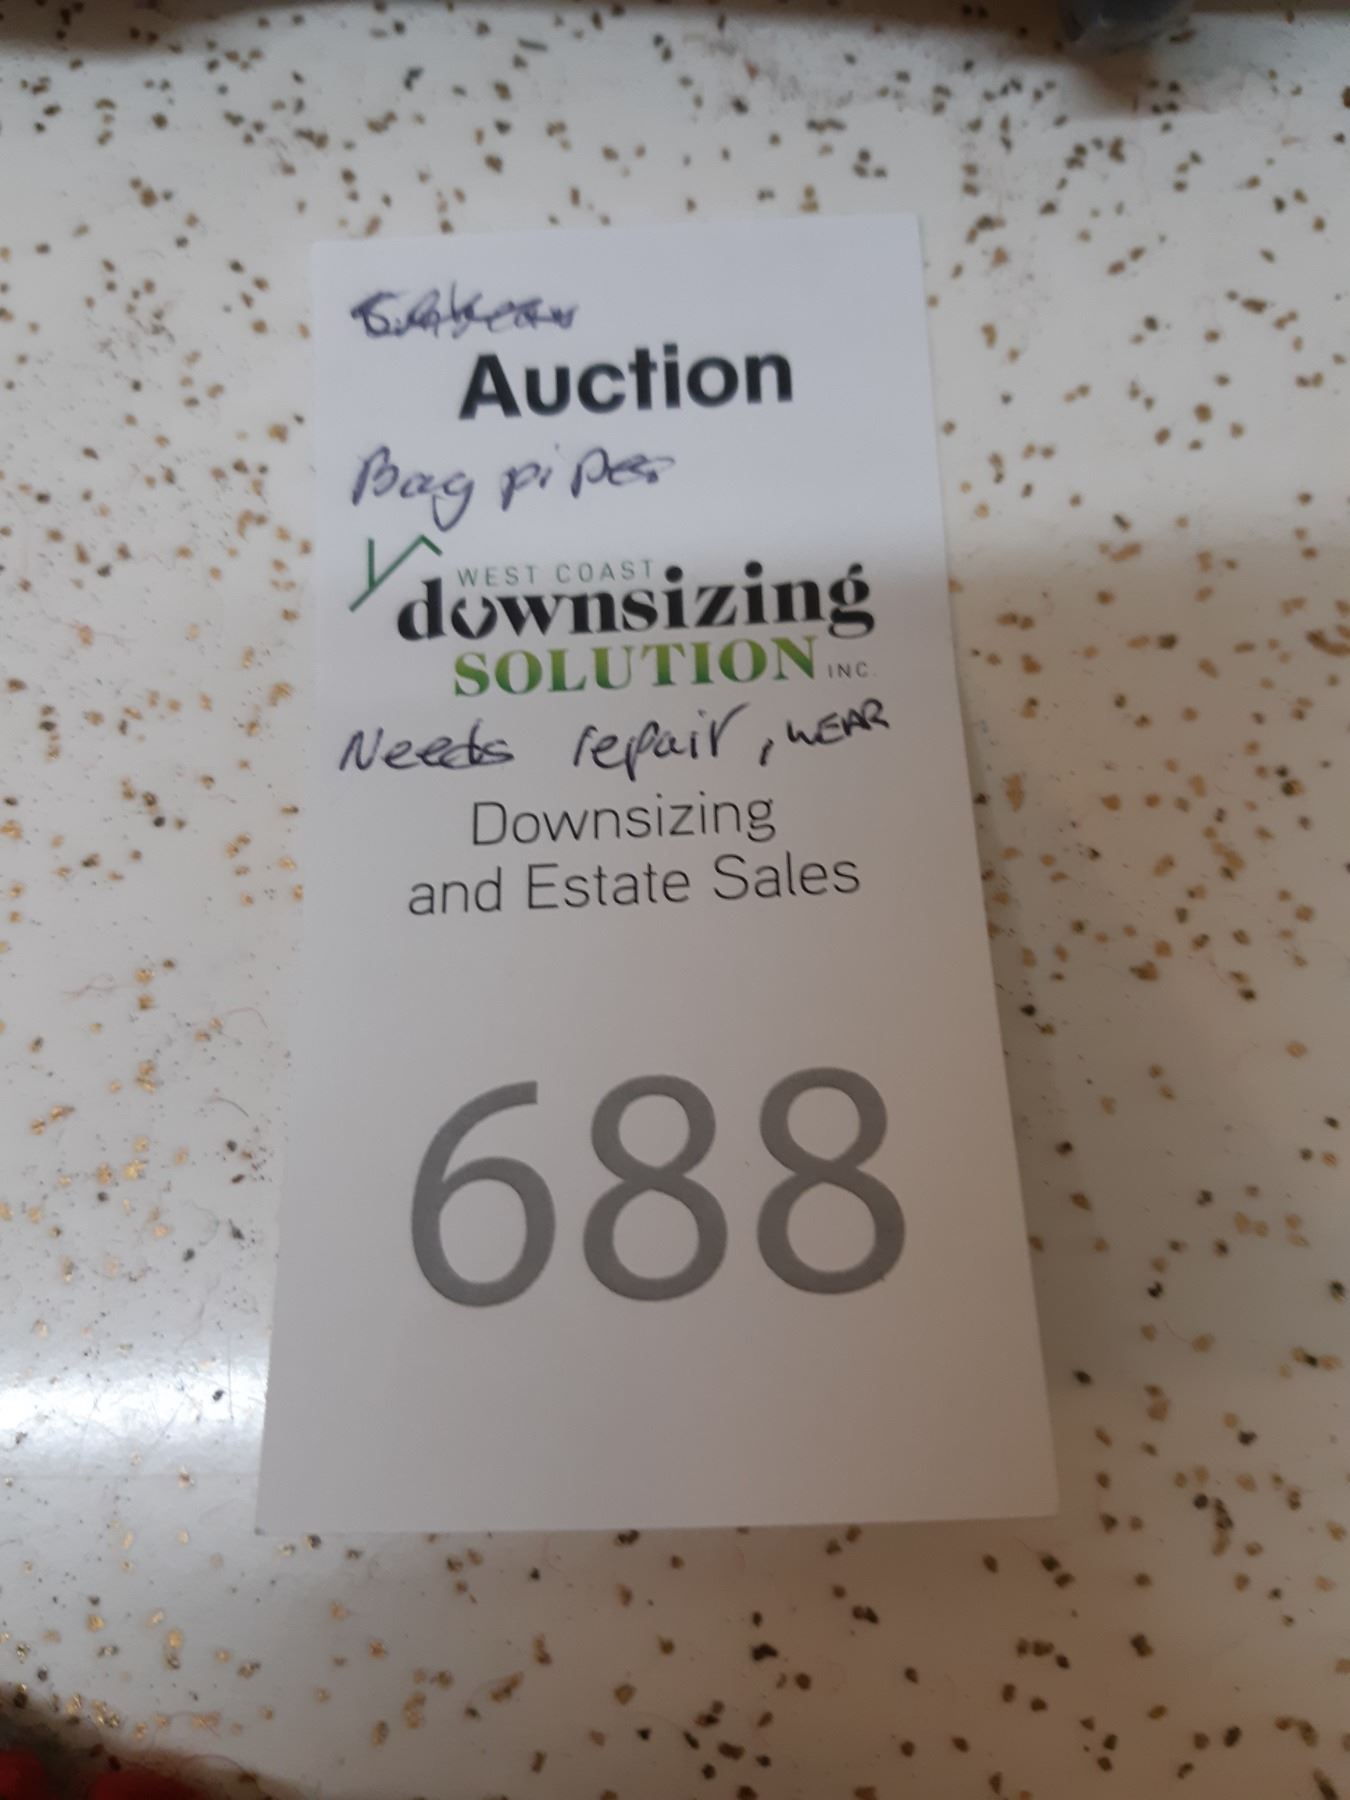 Auction
Bag pipes
WEST COAST
downsizing
SOLUTION INC.
Needs repair, WEAR
Downsizing
and Estate Sales
688